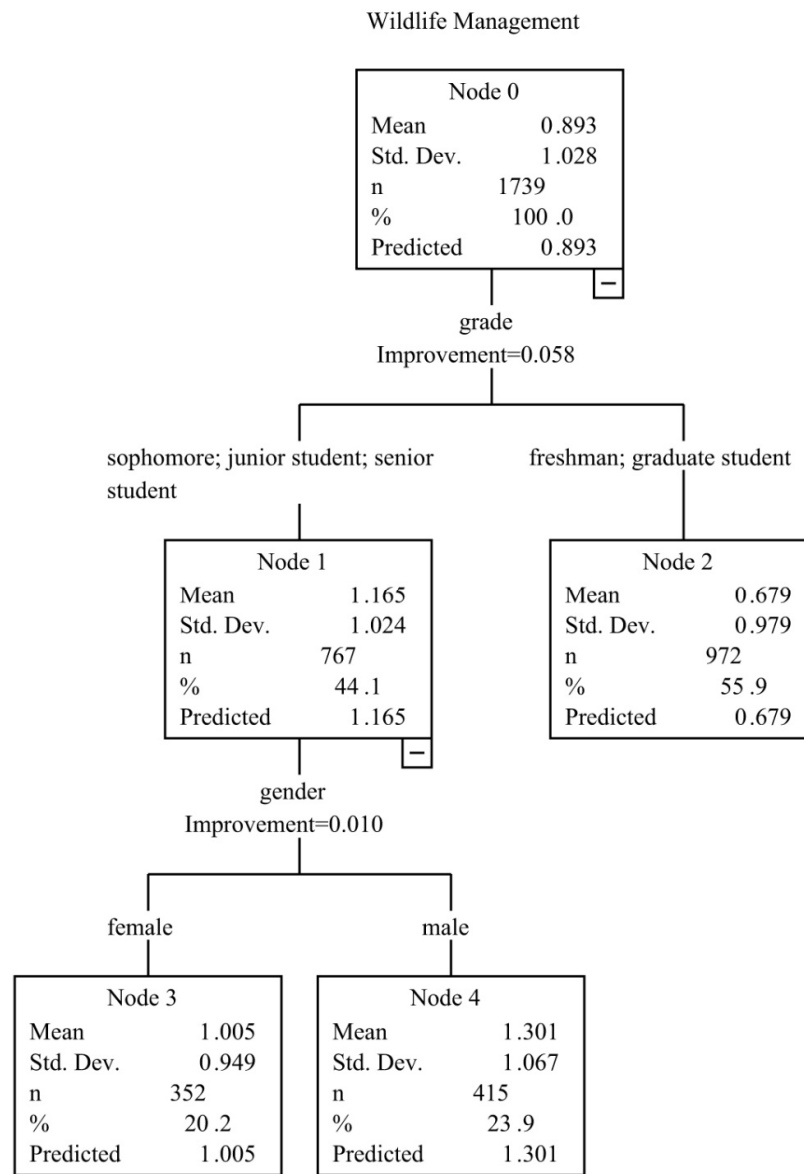 Wildlife Management
Node 0
Mean 0.893
Std. Dev. 1.028
n 1739
% 100 .0
Predicted 0.893
grade
Improvement=0.058
sophomore; junior student; senior
student
freshman; graduate student
Node 1
Mean 1.165
Std. Dev. 1.024
n 767
% 44 .1
Predicted 1.165
Node 2
Mean 0.679
Std. Dev. 0.979
n 972
% 55 .9
Predicted 0.679
gender
Improvement=0.010
female
male
Node 3
Mean 1.005
Std. Dev. 0.949
n 352
% 20 .2
Predicted 1.005
Node 4
Mean 1.301
Std. Dev. 1.067
n 415
% 23 .9
Predicted 1.301